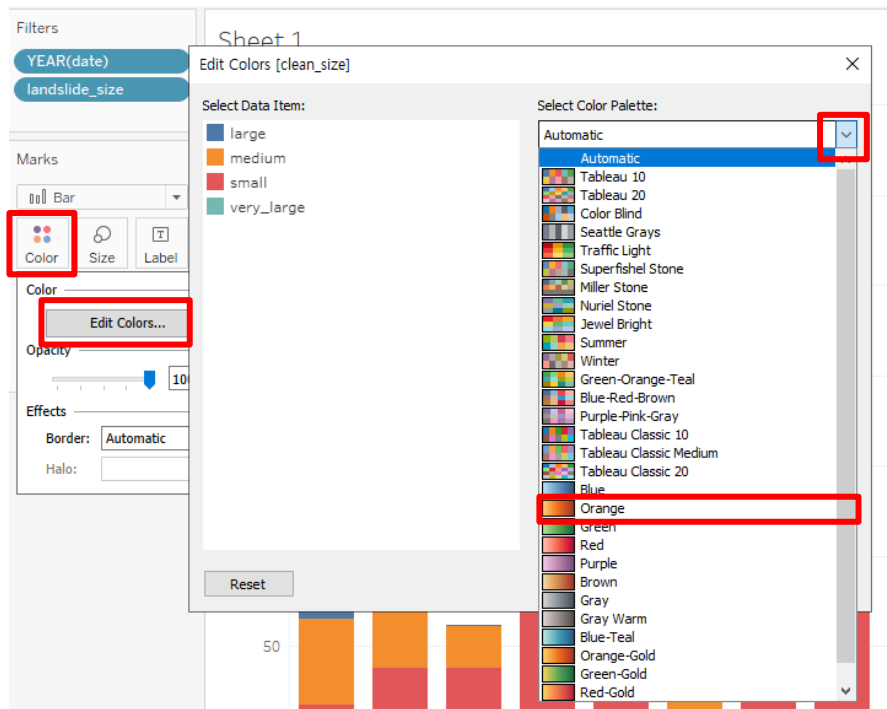 Filters
YEAR(date)
landslide_size
Marks
Bar
Color
Size
Label
Color
Edit Colors...
Opacity
Effects
Border:
Automatic
Halo:
Sheet 1
Edit Colors [clean_size]
Select Data Item:
large
medium
small
very_large
Reset
Select Color Palette:
Automatic
Automatic
Tableau 10
Tableau 20
Color Blind
Seattle Grays
Traffic Light
Superfishel Stone
Miller Stone
Nuriel Stone
Jewel Bright
Summer
Winter
Green-Orange-Teal
Blue-Red-Brown
Purple-Pink-Gray
Tableau Classic 10
Tableau Classic Medium
Tableau Classic 20
Blue
Orange
Green
Red
Purple
Brown
Gray
Gray Warm
Blue-Teal
Orange-Gold
Green-Gold
Red-Gold
50